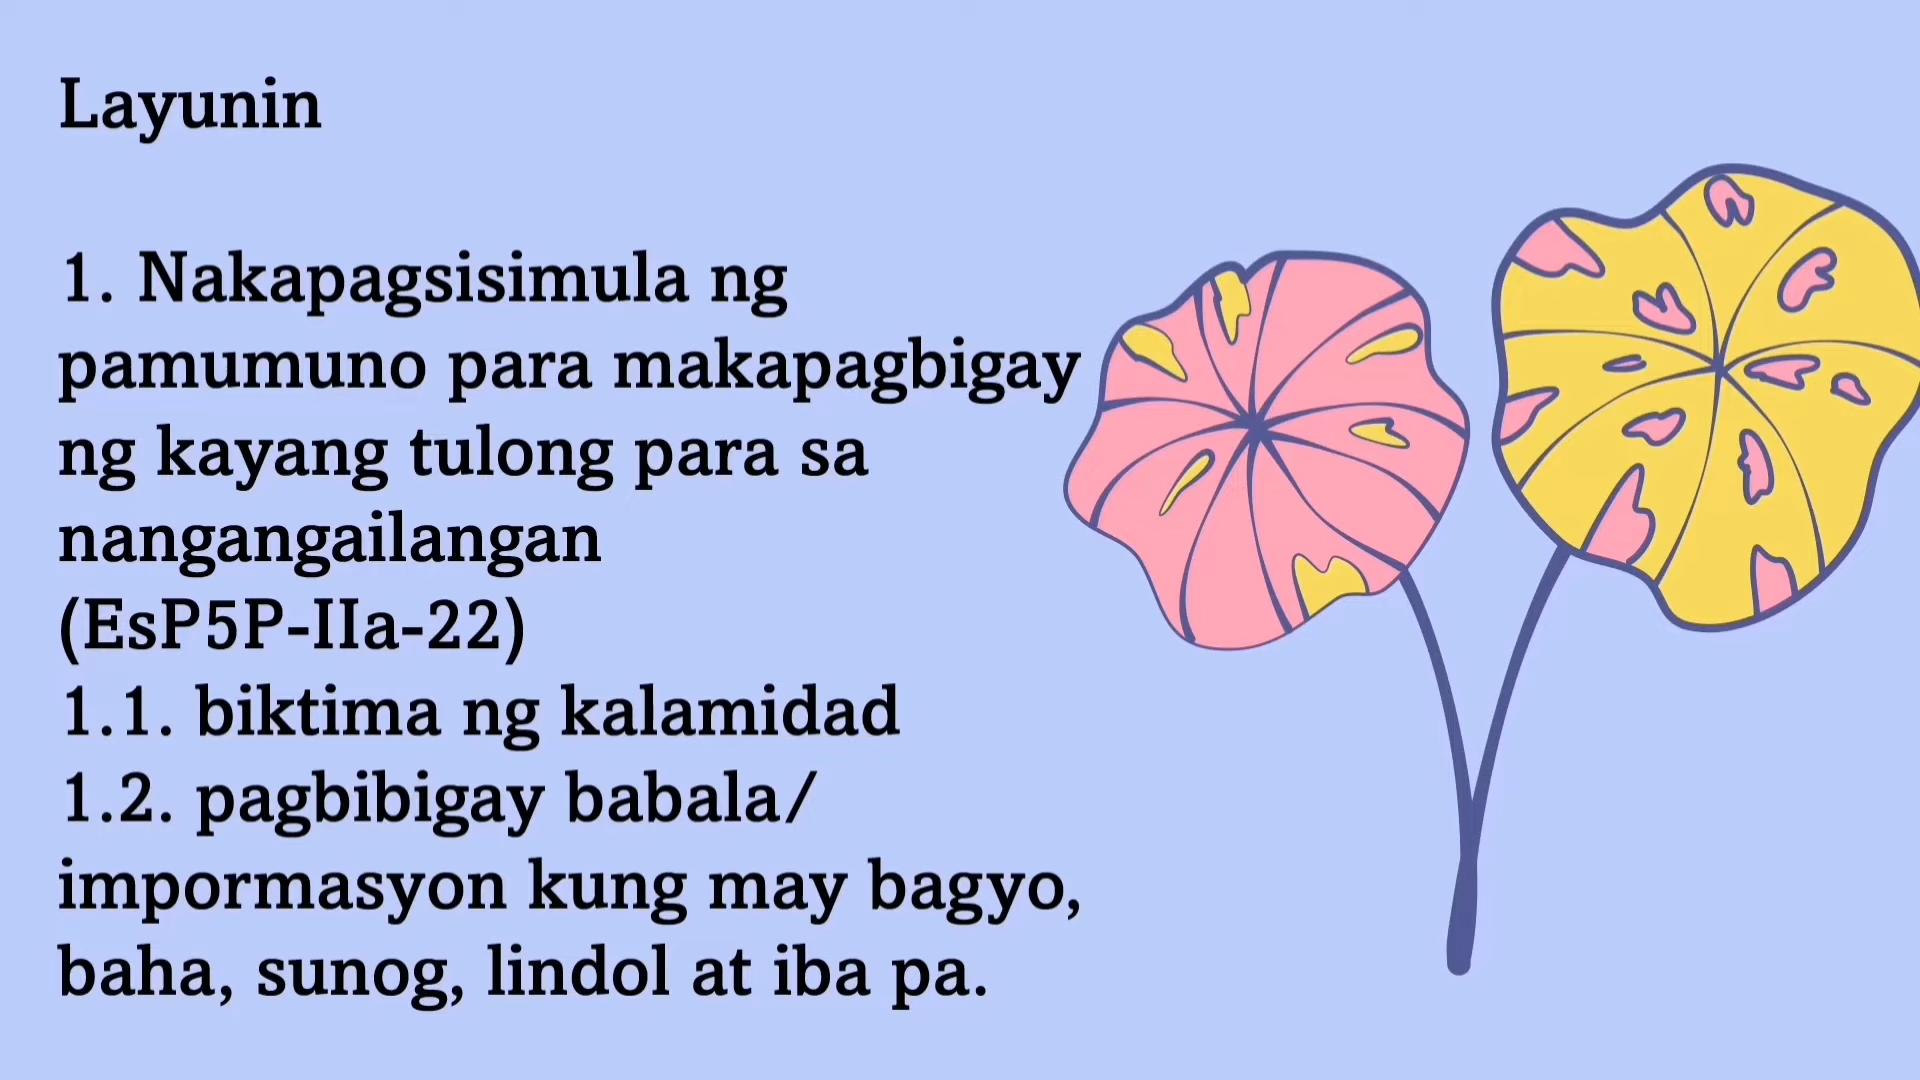 Layunin
1. Nakapagsisimula ng
pamumuno para makapagbigay
ng kayang tulong para sa
nangangailangan
(EsP5P-IIa-22)
1.1. biktima ng kalamidad
1.2. pagbibigay babala/
impormasyon kung may bagyo,
baha, sunog, lindol at iba pa.